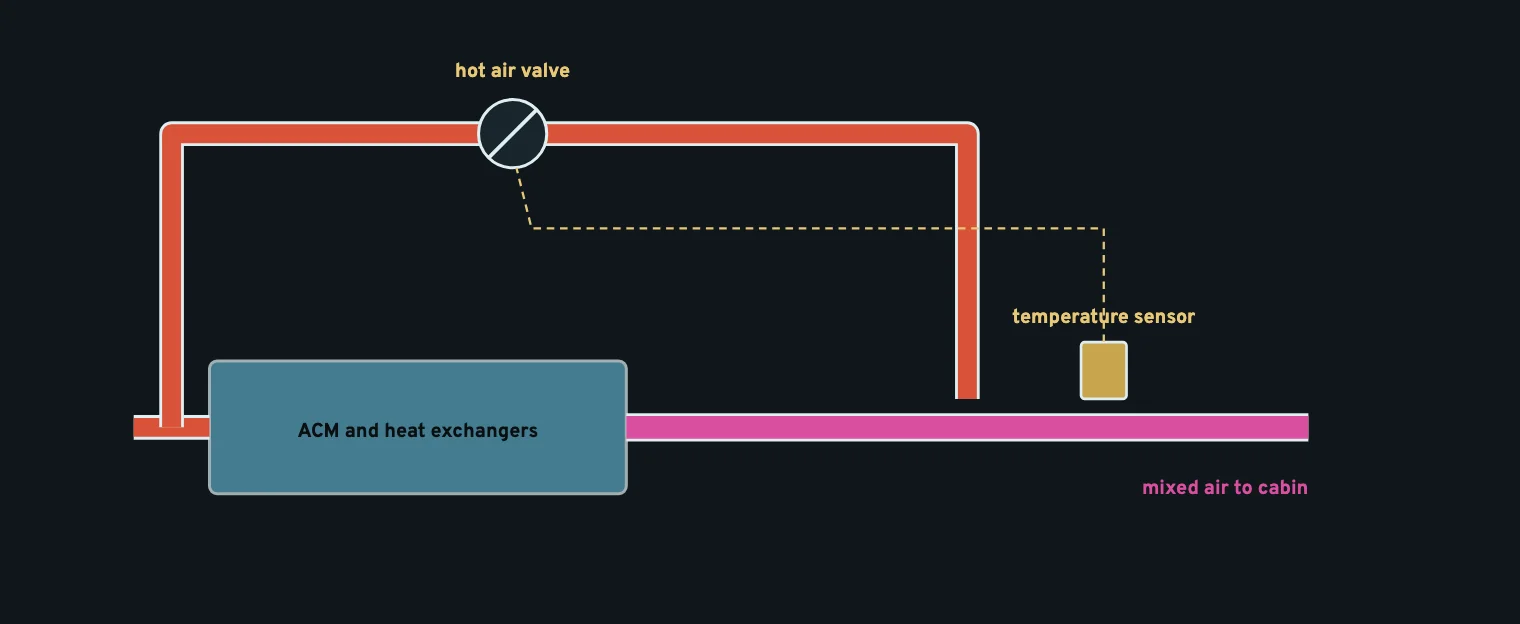 hot air valve
temperature sensor
ACM and heat exchangers
mixed air to cabin